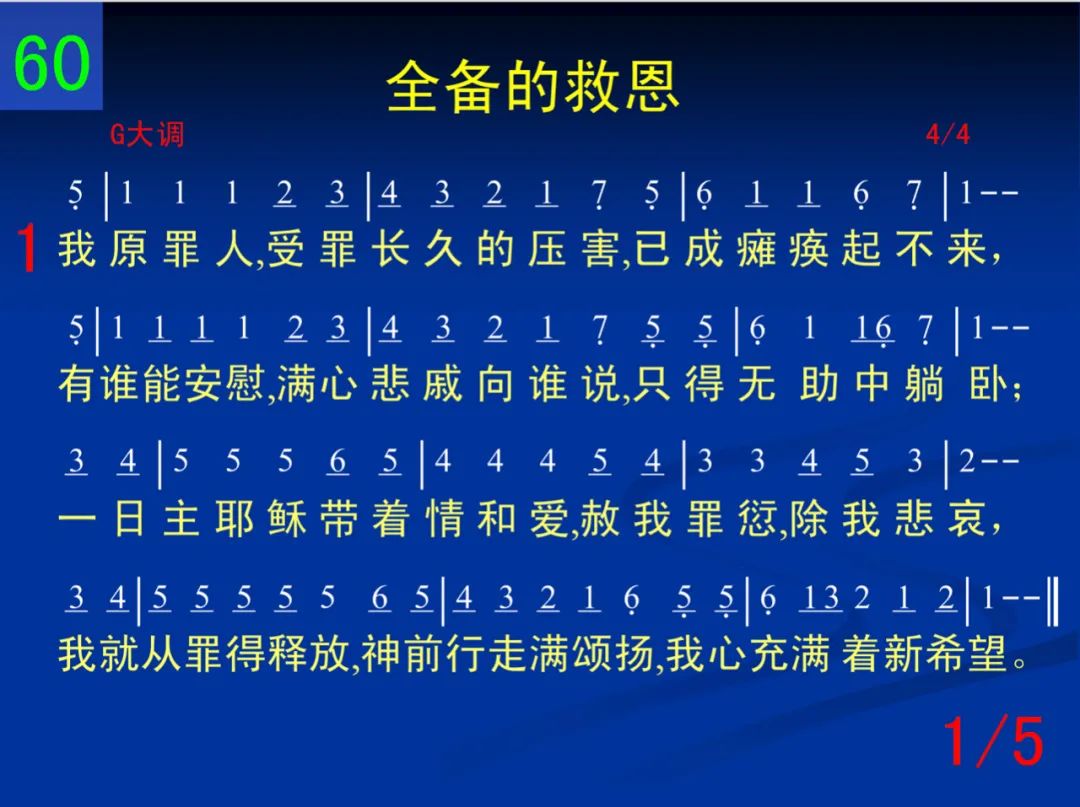 60
全备的救恩
G大调 4/4
5|1 1 1 2 3|4 3 2 1 7 5|6 1 1 6 7|1--
1 我原罪人,受罪长久的压害,已成瘫痪起不来，
5|1 1 1 1 2 3|4 3 2 1 7 5 5|6 1 16 7|1--
有谁能安慰,满心悲戚向谁说,只得无助中躺卧；
3 4|5 5 5 6 5|4 4 4 5 4|3 3 4 5 3|2--
一日主耶稣带着情和爱,赦我罪愆,除我悲哀，
3 4|5 5 5 5 5 6 5|4 3 2 1 6 5 5|6 13 2 1 2|1--‖
我就从罪得释放,神前行走满颂扬,我心充满着新希望。
1/5